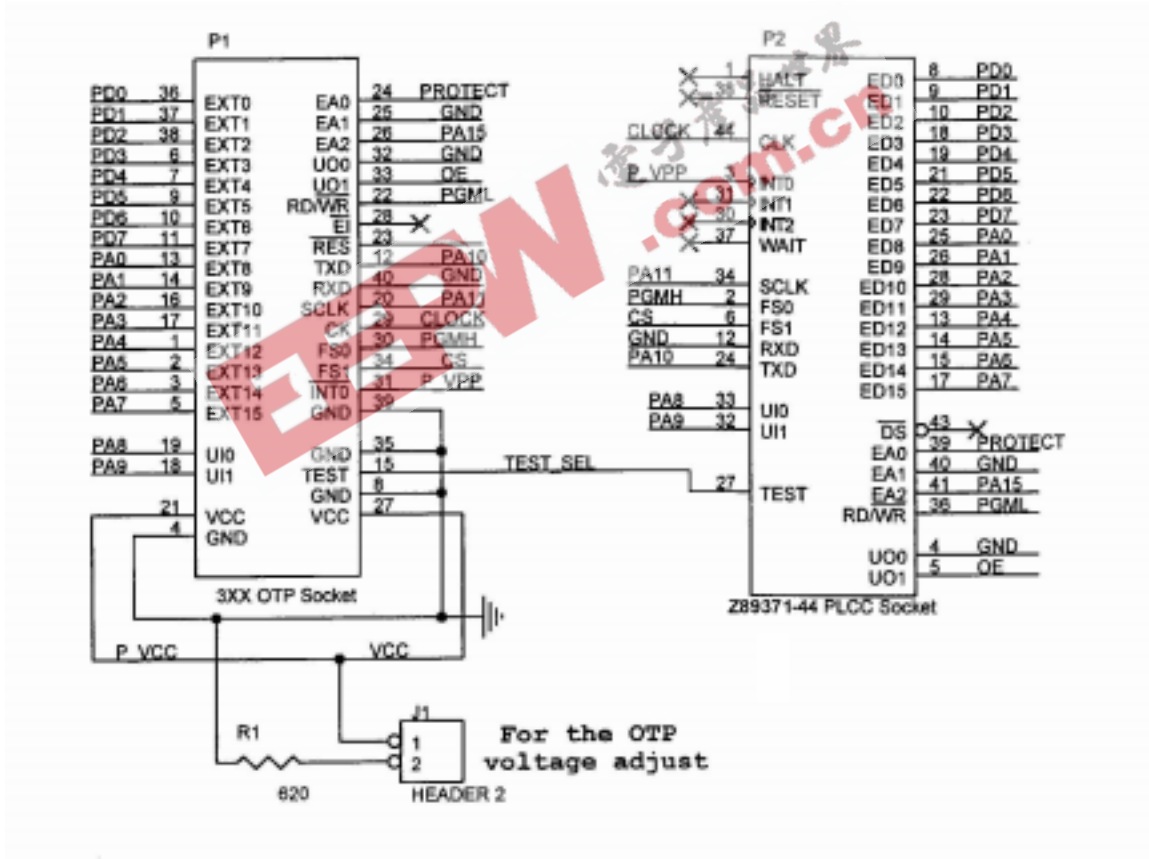 P1
PD0 36 EXT0 EA0 24 PROTECT
PD1 37 EXT1 EA1 25 GND
PD2 38 EXT2 EA2 26 PA15
PD3 6 EXT3 UO0 32 GND
PD4 7 EXT4 UO1 33 OE
PD5 9 EXT5 RD/WR 22 PGML
PD6 10 EXT6 EI 28
PD7 11 EXT7 RES 23
PA0 13 EXT8 TXD 12 PA10
PA1 14 EXT9 RXD 40 GND
PA2 16 EXT10 SCLK 20 PA11
PA3 17 EXT11 CK 29 CLOCK
PA4 1 EXT12 FS0 30 PGMH
PA5 2 EXT13 FS1 34 CS
PA6 3 EXT14 INT0 31 P_VPP
PA7 5 EXT15 GND 39
PA8 19 UI0 GND 35
PA9 18 UI1 TEST 15 TEST_SEL
GND 8
21 VCC VCC 27
4 GND
3XX OTP Socket
P_VCC VCC
R1
620
J1
1
2
HEADER 2
For the OTP
voltage adjust
P2
1 HALT ED0 8 PD0
RESET ED1 9 PD1
ED2 10 PD2
CLOCK 44 CLK ED3 18 PD3
ED4 19 PD4
P_VPP INT0 ED5 21 PD5
31 INT1 ED6 22 PD6
30 INT2 ED7 23 PD7
37 WAIT ED8 25 PA0
ED9 26 PA1
PA11 34 SCLK ED10 28 PA2
PGMH 2 FS0 ED11 29 PA3
CS 6 FS1 ED12 13 PA4
GND 12 RXD ED13 14 PA5
PA10 24 TXD ED14 15 PA6
ED15 17 PA7
PA8 33 UI0
PA9 32 UI1 DS 43
EA0 39 PROTECT
EA1 40 GND
27 TEST EA2 41 PA15
RD/WR 36 PGML
UO0 4 GND
UO1 5 OE
Z89371-44 PLCC Socket
EEPW.com.cn
电子产品世界